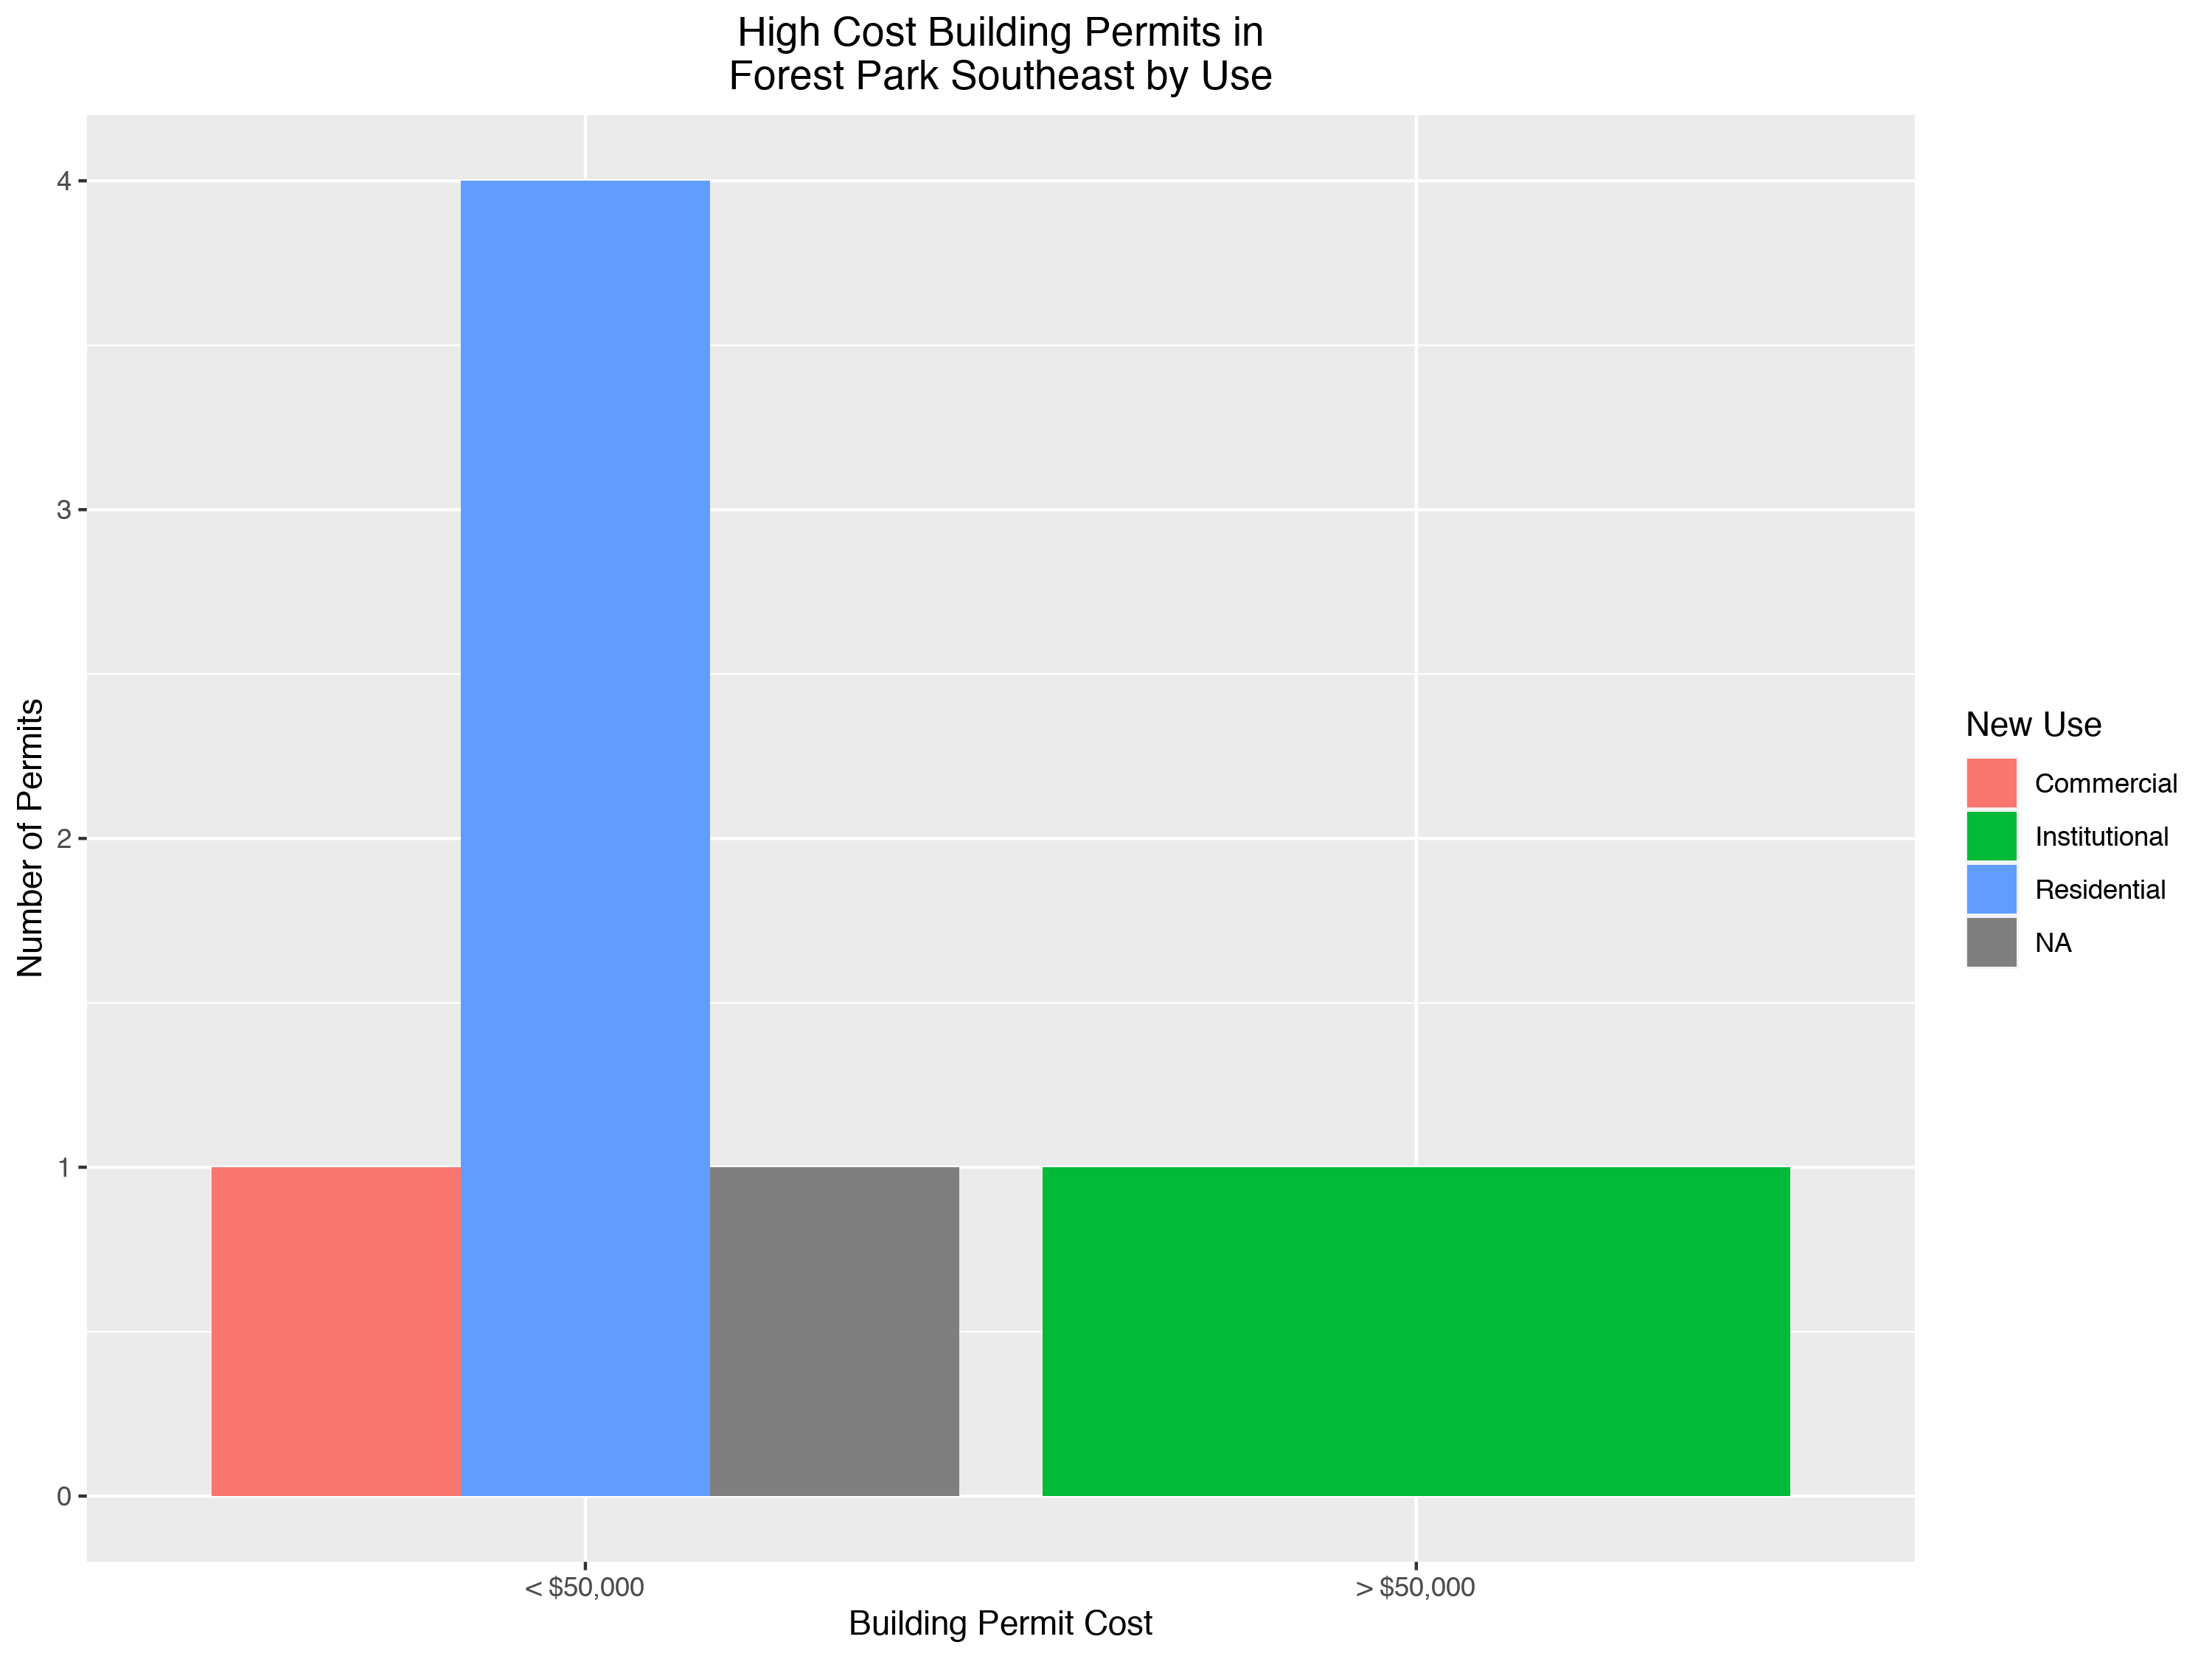 High Cost Building Permits in
Forest Park Southeast by Use
Number of Permits
4
3
2
1
0
< $50,000
> $50,000
Building Permit Cost
New Use
Commercial
Institutional
Residential
NA